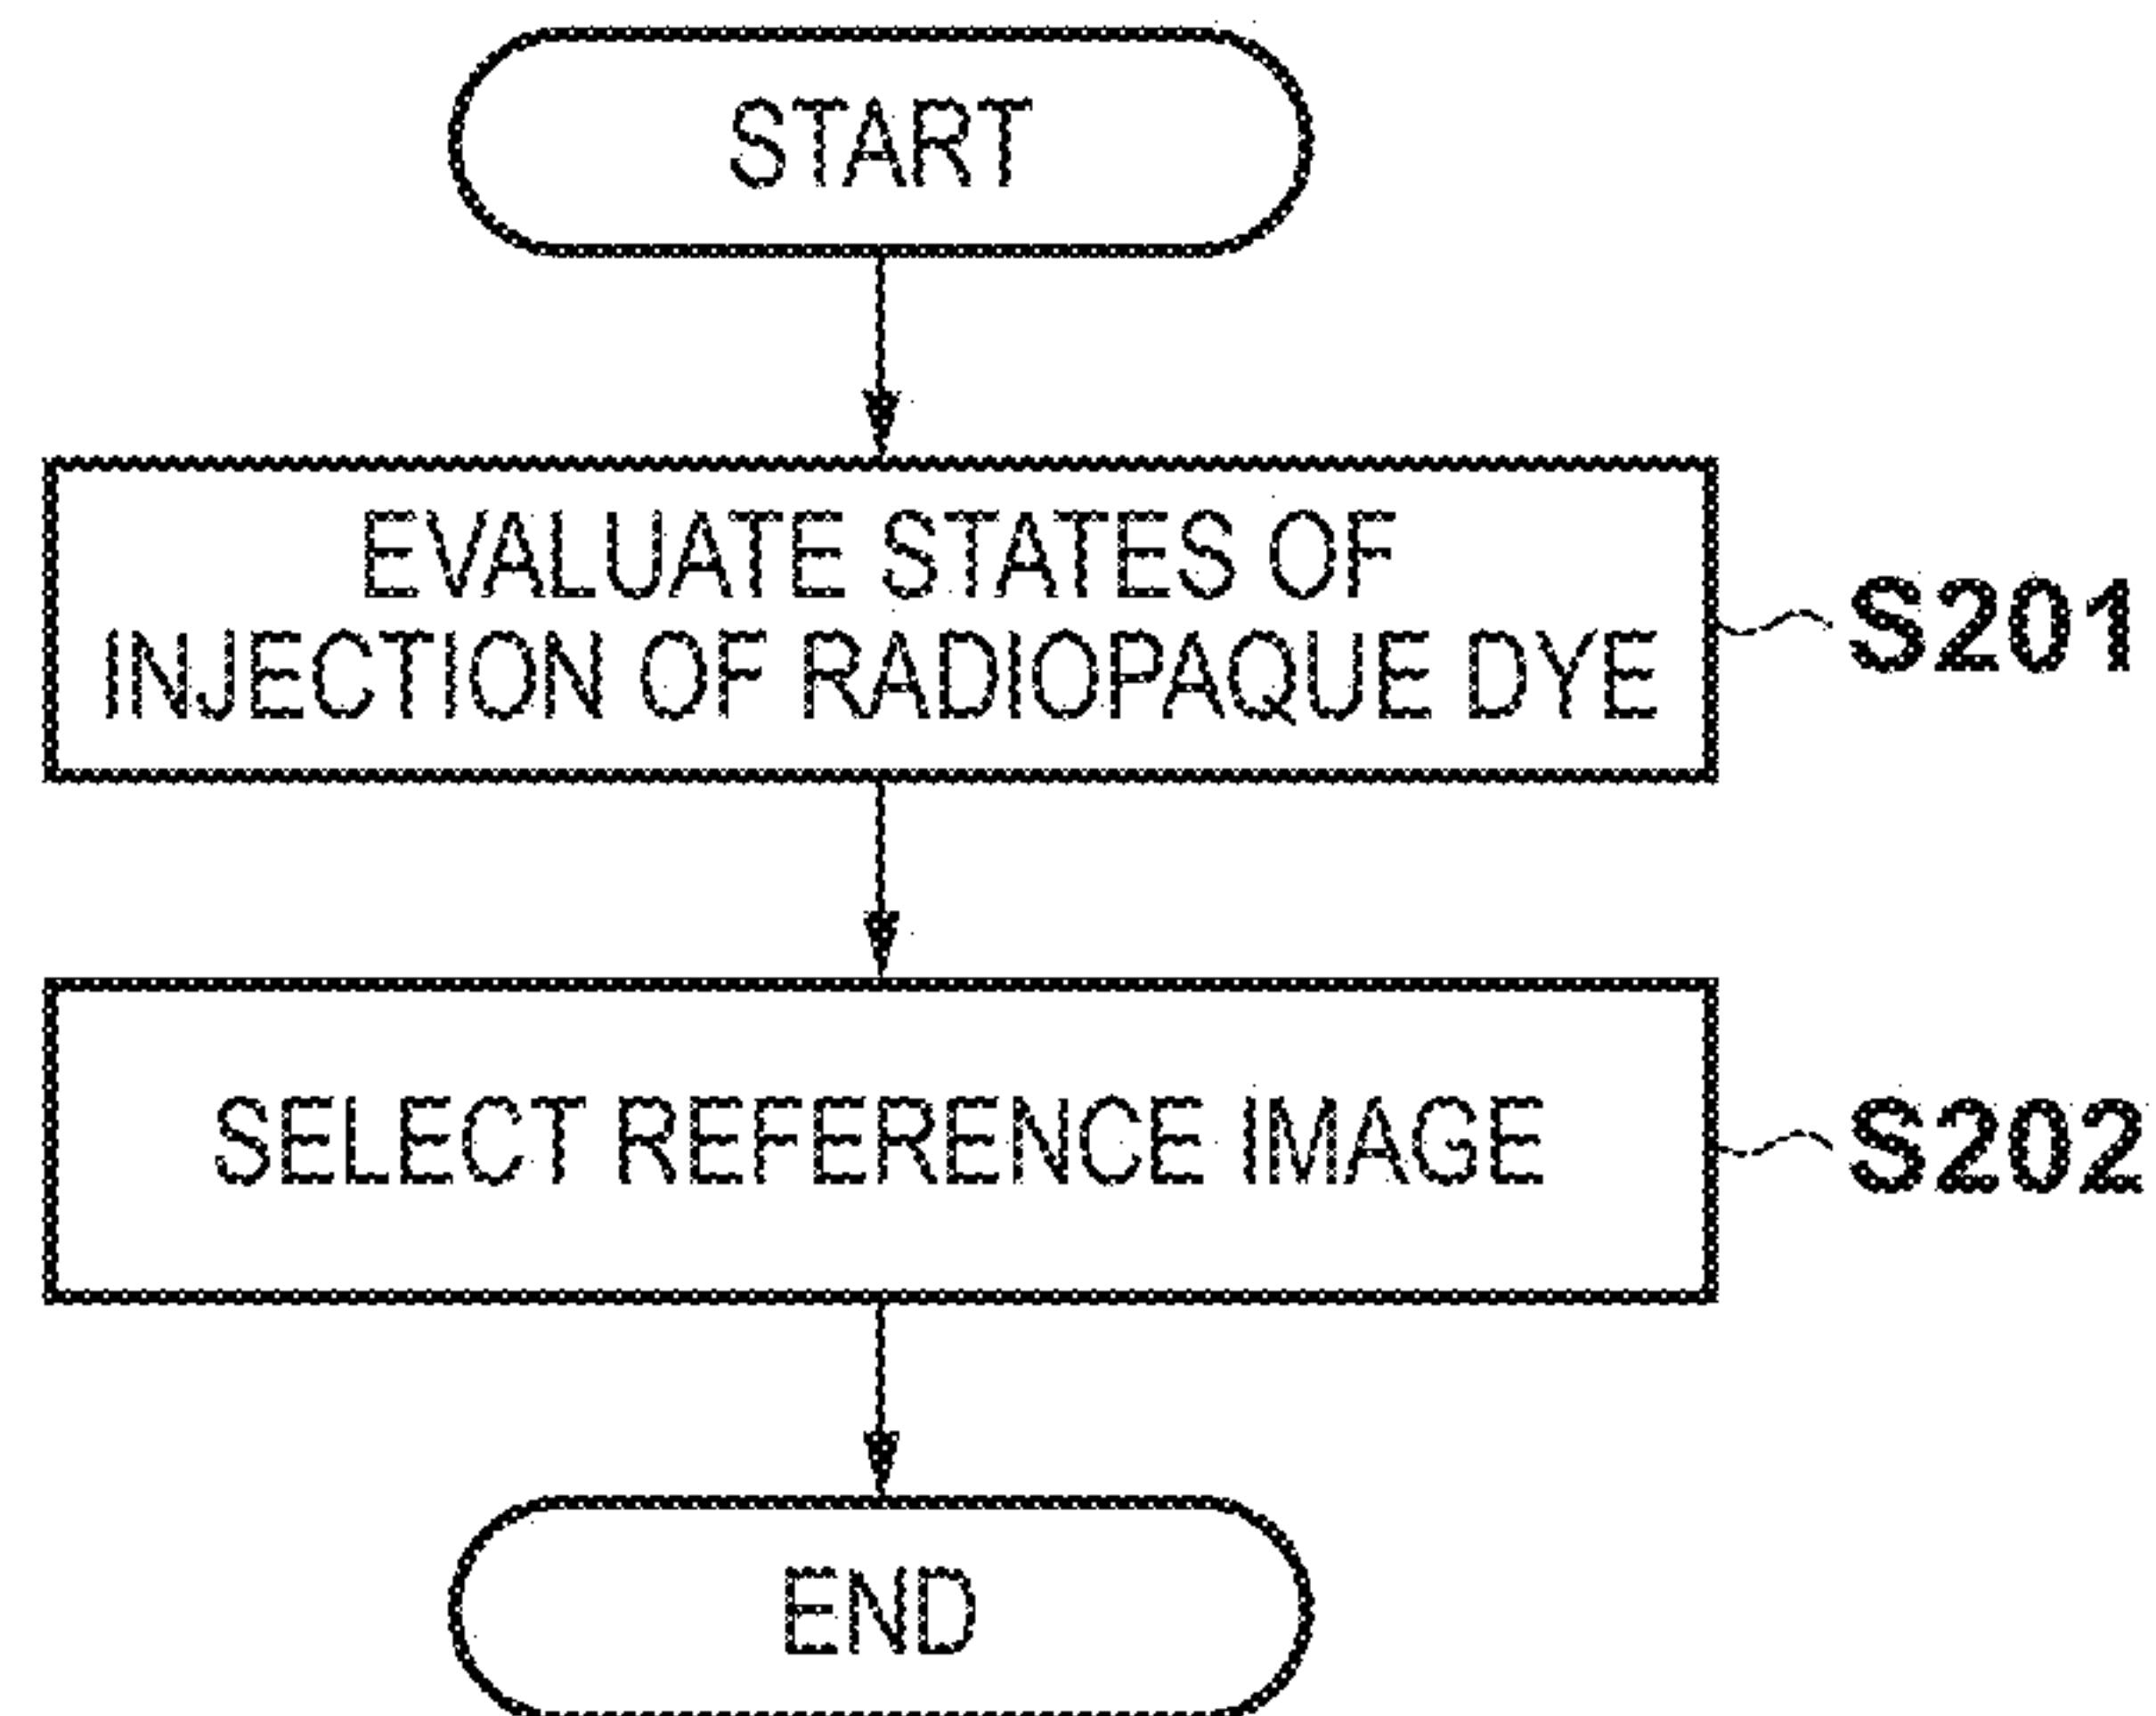 START
EVALUATE STATES OF
INJECTION OF RADIOPAQUE DYE
S201
SELECT REFERENCE IMAGE
S202
END